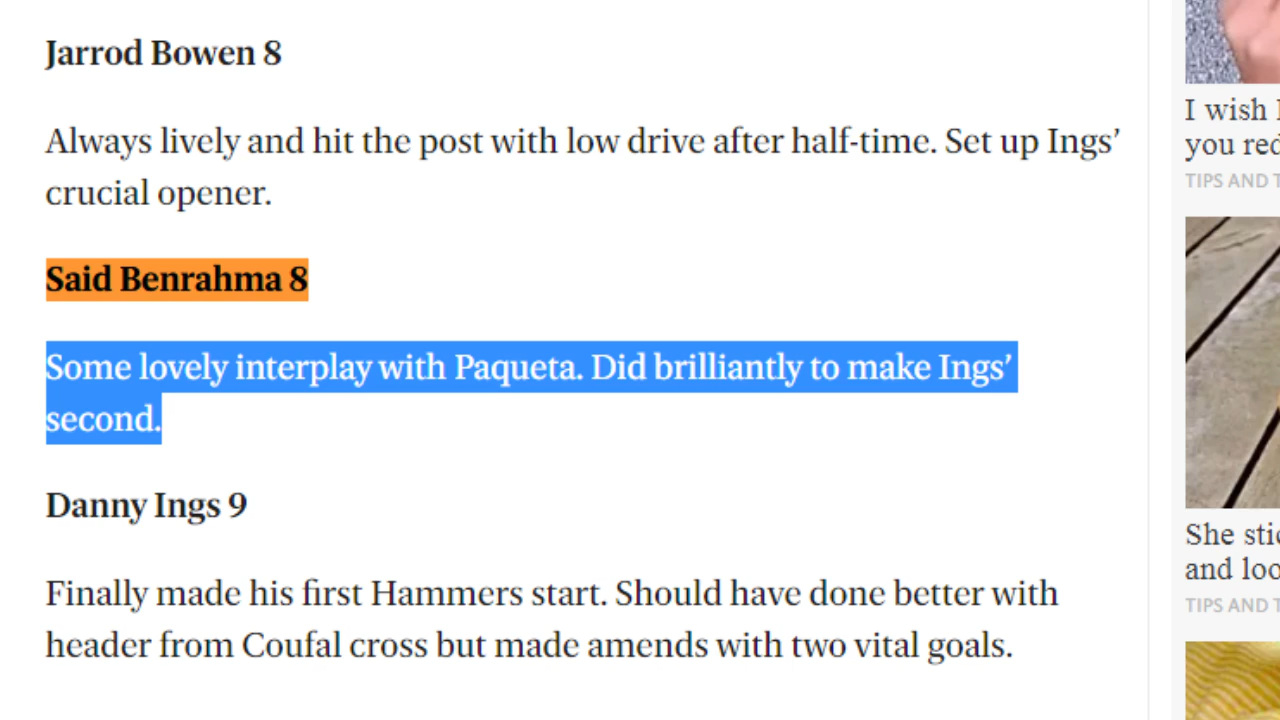 Jarrod Bowen 8
Always lively and hit the post with low drive after half-time. Set up Ings’
crucial opener.
Said Benrahma 8
Some lovely interplay with Paqueta. Did brilliantly to make Ings’
second.
Danny Ings 9
Finally made his first Hammers start. Should have done better with
header from Coufal cross but made amends with two vital goals.
I wish
you
TIPS AND
She
and
TIPS AND